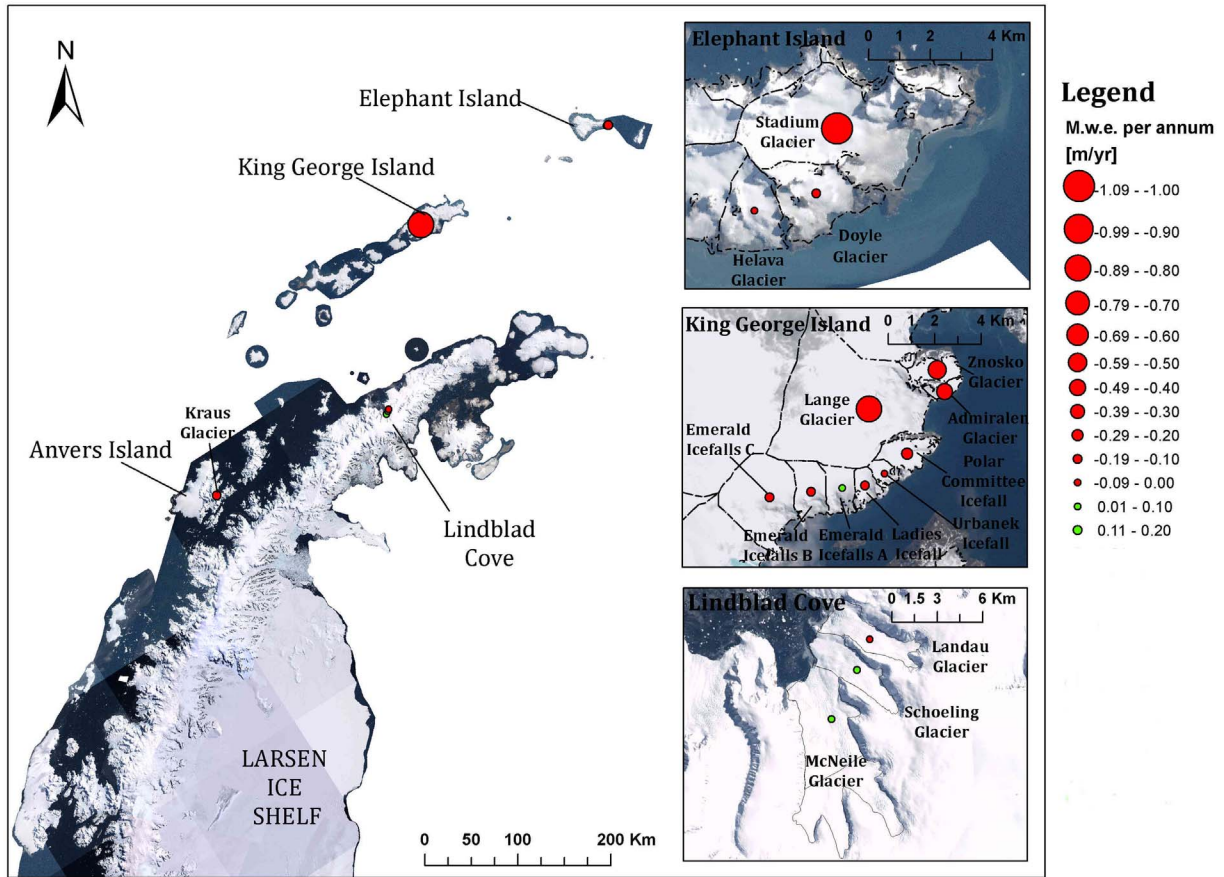 N
Elephant Island
King George Island
Kraus
Glacier
Anvers Island
Lindblad
Cove
LARSEN
ICE
SHELF
0 50 100 200 Km
Elephant Island
0 1 2 4 Km
Stadium
Glacier
Doyle
Glacier
Helava
Glacier
King George Island
0 1 2 4 Km
Znosko
Glacier
Lange
Glacier
Admiralen
Glacier
Emerald
Icefalls C
Polar
Committee
Icefall
Urbanek
Icefall
Emerald
Icefalls B
Emerald
Icefalls A
Ladies
Icefall
Lindblad Cove
0 1.5 3 6 Km
Landau
Glacier
Schoeling
Glacier
McNeile
Glacier
Legend
M.w.e. per annum
[m/yr]
-1.09 - -1.00
-0.99 - -0.90
-0.89 - -0.80
-0.79 - -0.70
-0.69 - -0.60
-0.59 - -0.50
-0.49 - -0.40
-0.39 - -0.30
-0.29 - -0.20
-0.19 - -0.10
-0.09 - 0.00
0.01 - 0.10
0.11 - 0.20